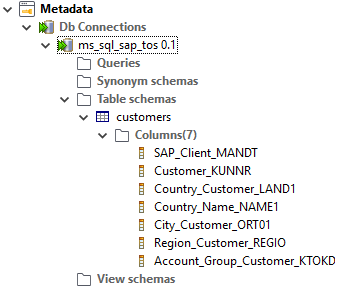 Metadata
Db Connections
ms_sql_sap_tos 0.1
Queries
Synonym schemas
Table schemas
customers
Columns(7)
SAP_Client_MANDT
Customer_KUNNR
Country_Customer_LAND1
Country_Name_NAME1
City_Customer_ORT01
Region_Customer_REGIO
Account_Group_Customer_KTOKD
View schemas